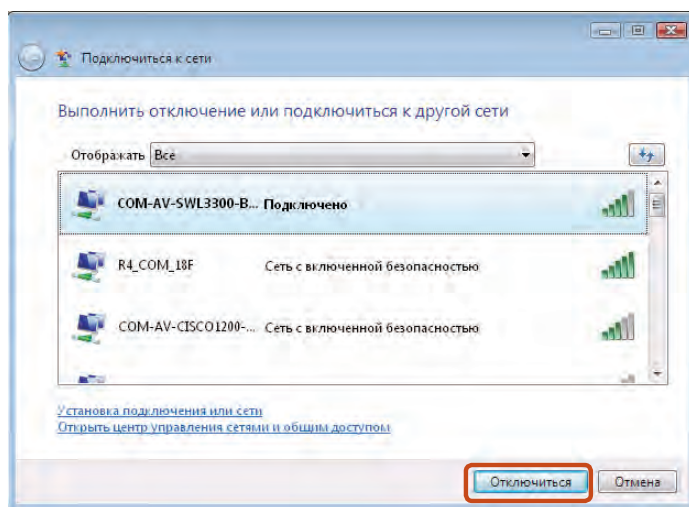 Подключиться к сети
Выполнить отключение или подключиться к другой сети
Отображать Все
COM-AV-SWL3300-B... Подключено
R4_COM_18F Сеть с включенной безопасностью
COM-AV-CISCO1200-... Сеть с включенной безопасностью
Установка подключения или сети
Открыть центр управления сетями и общим доступом
Отключиться Отмена